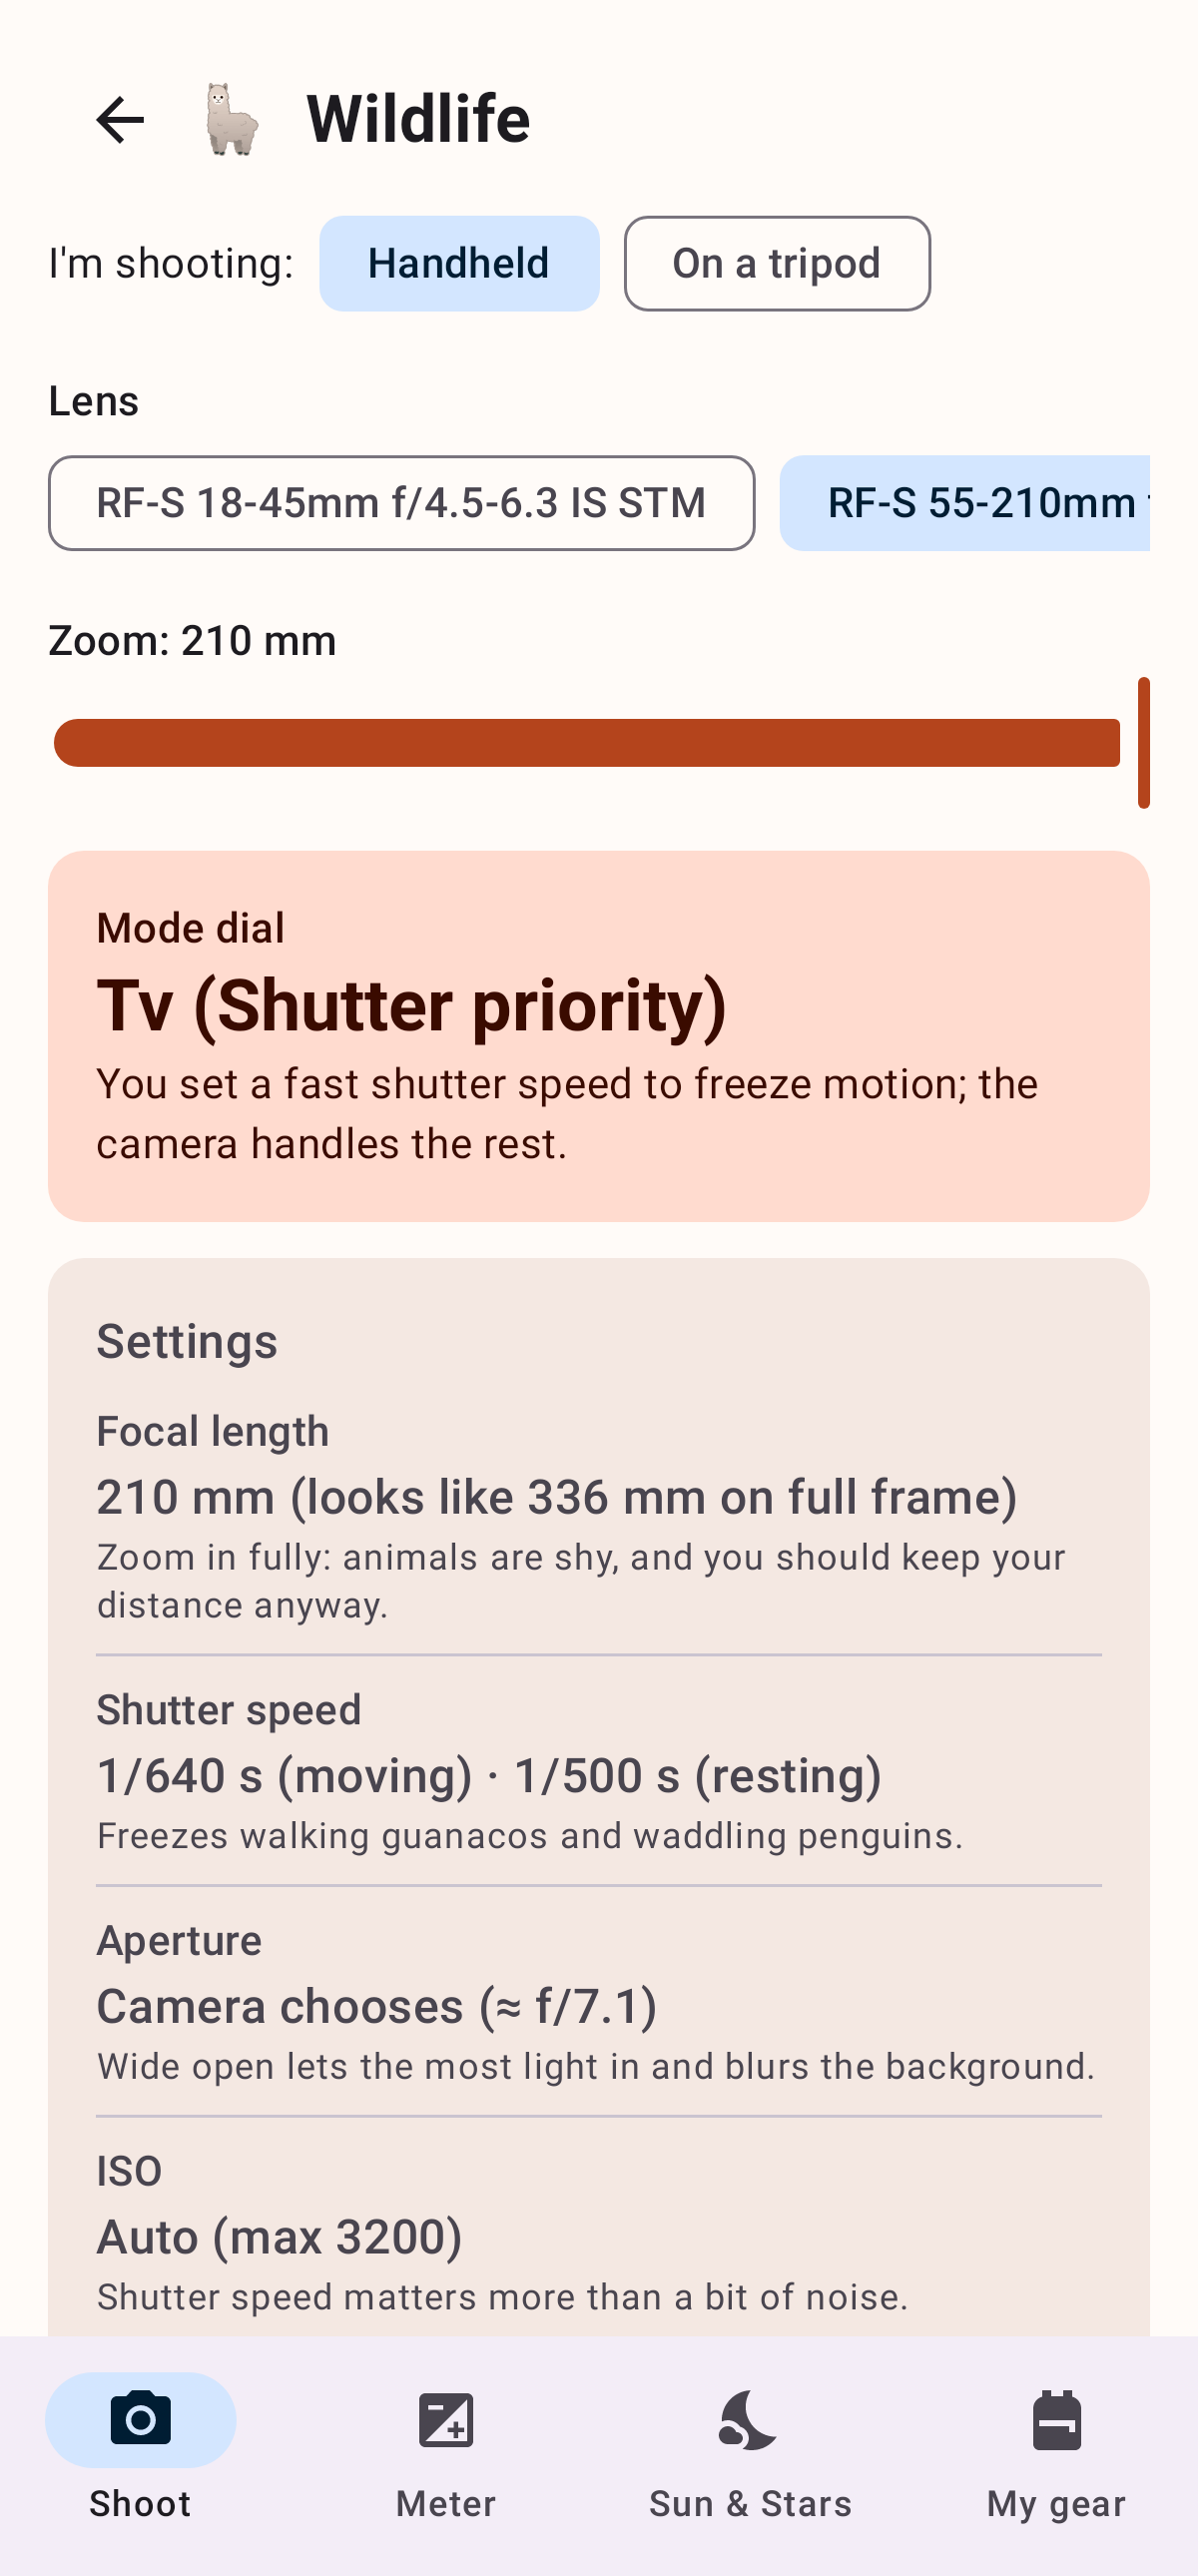 Wildlife
I'm shooting:
Handheld
On a tripod
Lens
RF-S 18-45mm f/4.5-6.3 IS STM
RF-S 55-210mm
Zoom: 210 mm
Mode dial
Tv (Shutter priority)
You set a fast shutter speed to freeze motion; the
camera handles the rest.
Settings
Focal length
210 mm (looks like 336 mm on full frame)
Zoom in fully: animals are shy, and you should keep your
distance anyway.
Shutter speed
1/640 s (moving) · 1/500 s (resting)
Freezes walking guanacos and waddling penguins.
Aperture
Camera chooses (≈ f/7.1)
Wide open lets the most light in and blurs the background.
ISO
Auto (max 3200)
Shutter speed matters more than a bit of noise.
Shoot
Meter
Sun & Stars
My gear